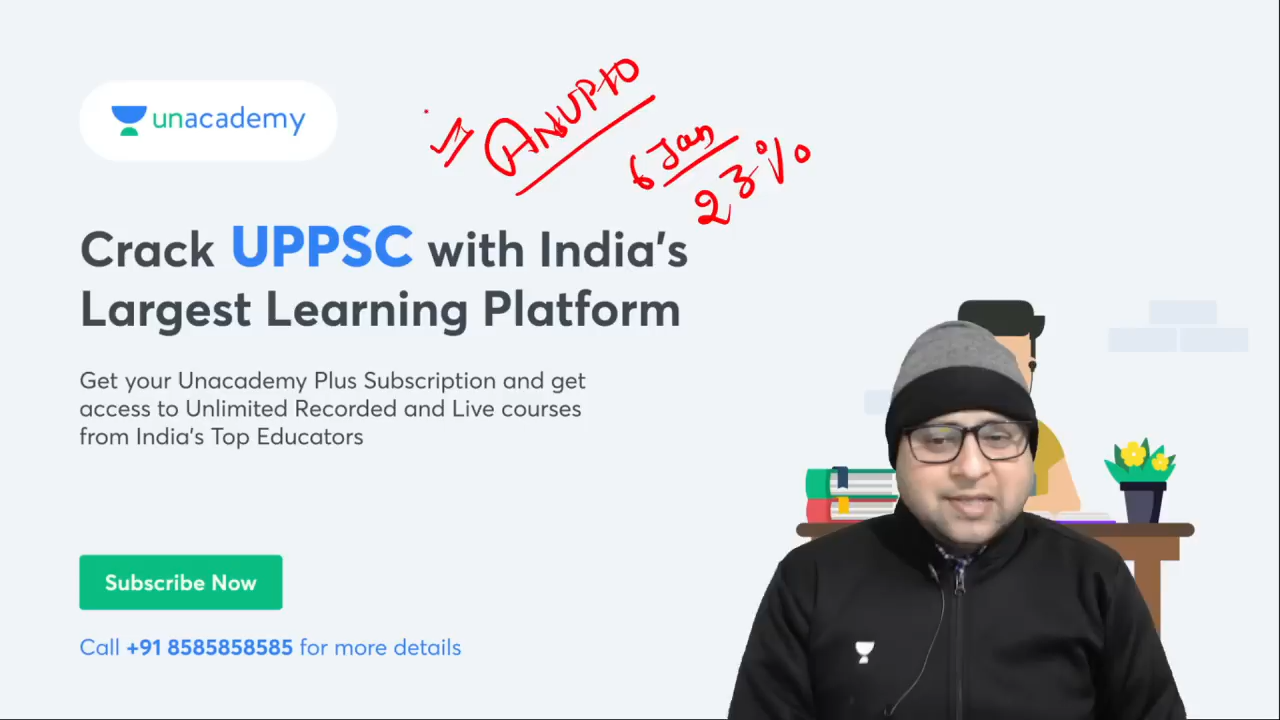 unacademy
ANUP10
6 Jan
23%
Crack UPPSC with India's
Largest Learning Platform
Get your Unacademy Plus Subscription and get
access to Unlimited Recorded and Live courses
from India's Top Educators
Subscribe Now
Call +91 8585858585 for more details